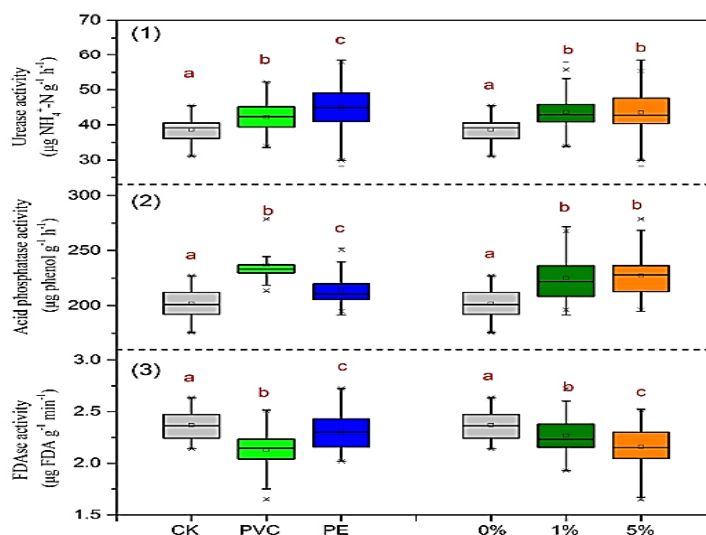 (1)
Urease activity
(µg NH₄⁺-N g⁻¹ h⁻¹)
70
60
50
40
30
a
b
c
a
b
b
(2)
Acid phosphatase activity
(µg phenol g⁻¹ h⁻¹)
300
250
200
a
b
c
a
b
b
(3)
FDAse activity
(µg FDA g⁻¹ min⁻¹)
3.0
2.5
2.0
1.5
a
b
c
a
b
c
CK PVC PE 0% 1% 5%